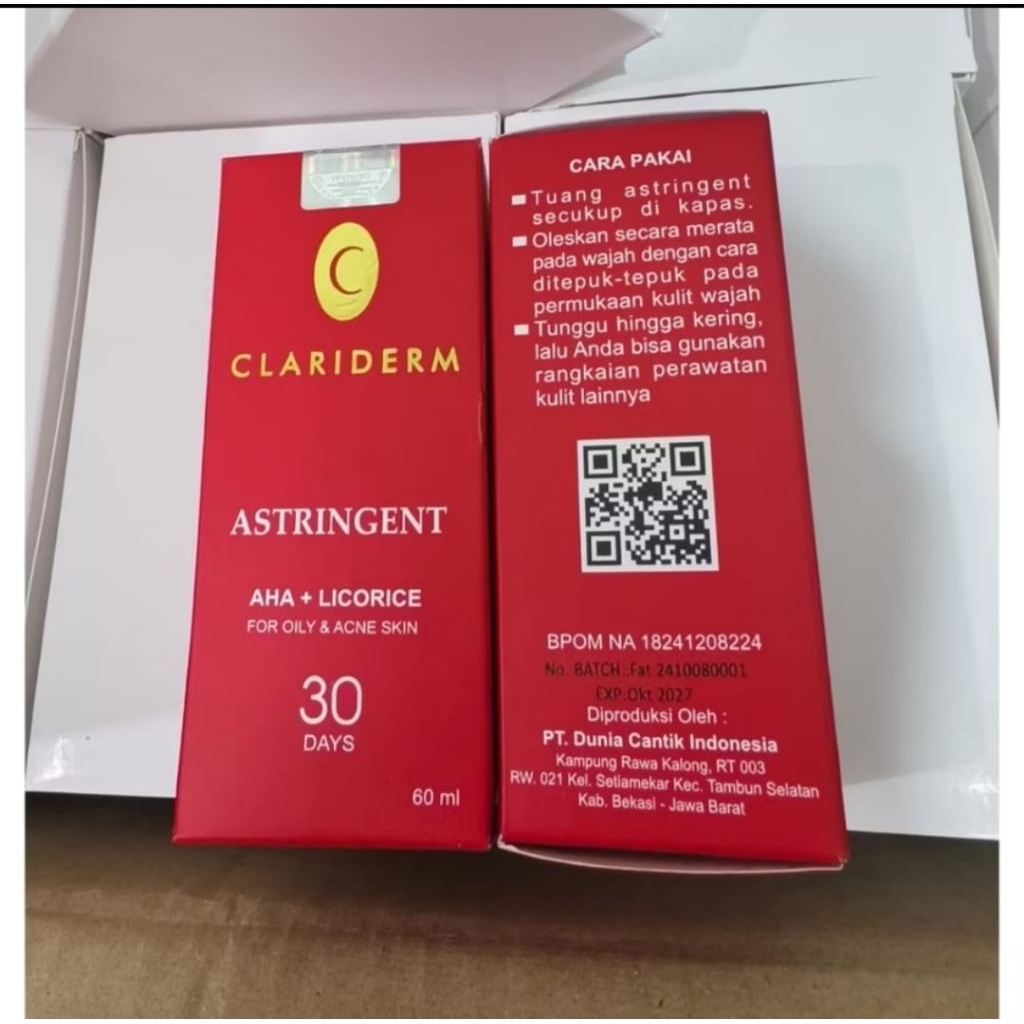 C
CLARIDERM
ASTRINGENT
AHA + LICORICE
FOR OILY & ACNE SKIN
30
DAYS
60 ml
CARA PAKAI
Tuang astringent
secukup di kapas.
Oleskan secara merata
pada wajah dengan cara
ditepuk-tepuk pada
permukaan kulit wajah
Tunggu hingga kering,
lalu Anda bisa gunakan
rangkaian perawatan
kulit lainnya
BPOM NA 18241208224
No. BATCH.:Fat 2410080001
EXP:Okt 2027
Diproduksi Oleh :
PT. Dunia Cantik Indonesia
Kampung Rawa Kalong, RT 003
RW. 021 Kel. Setiamekar Kec. Tambun Selatan
Kab. Bekasi - Jawa Barat